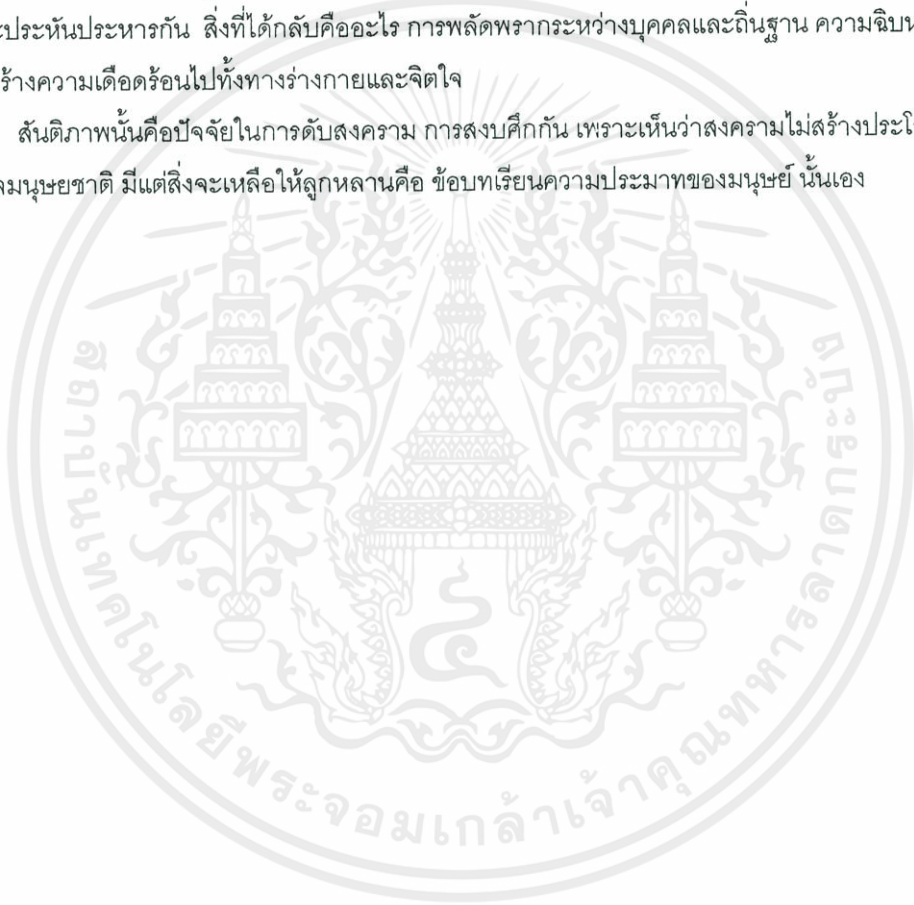 ะประหันประหารกัน สิ่งที่ได้กลับคืออะไร การพลัดพรากระหว่างบุคคลและถิ่นฐาน ความฉิบห
ร้างความเดือดร้อนไปทั้งทางร่างกายและจิตใจ
สันติภาพนั้นคือปัจจัยในการดับสงคราม การสงบศึกกัน เพราะเห็นว่าสงครามไม่สร้างประโ
มนุษยชาติ มีแต่สิ่งจะเหลือให้ลูกหลานคือ ข้อบทเรียนความประมาทของมนุษย์ นั้นเอง
สถาบันเทคโนโลยีพระจอมเกล้าเจ้าคุณทหารลาดกระบัง
๔